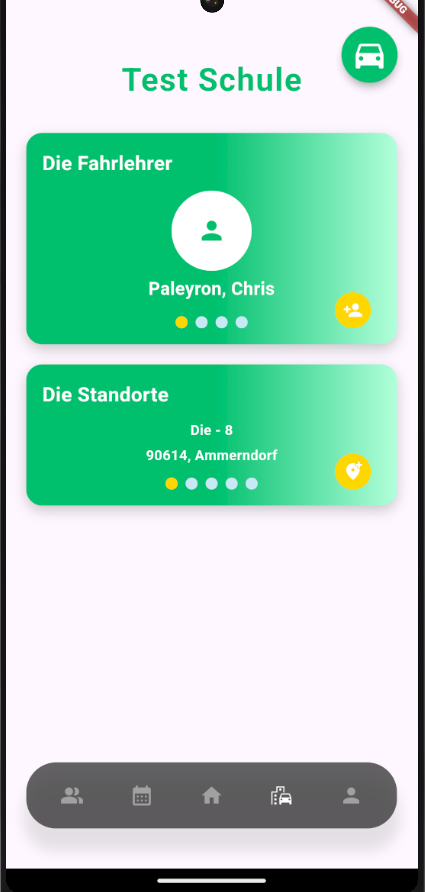 Test Schule
Die Fahrlehrer
Paleyron, Chris
Die Standorte
Die - 8
90614, Ammerndorf